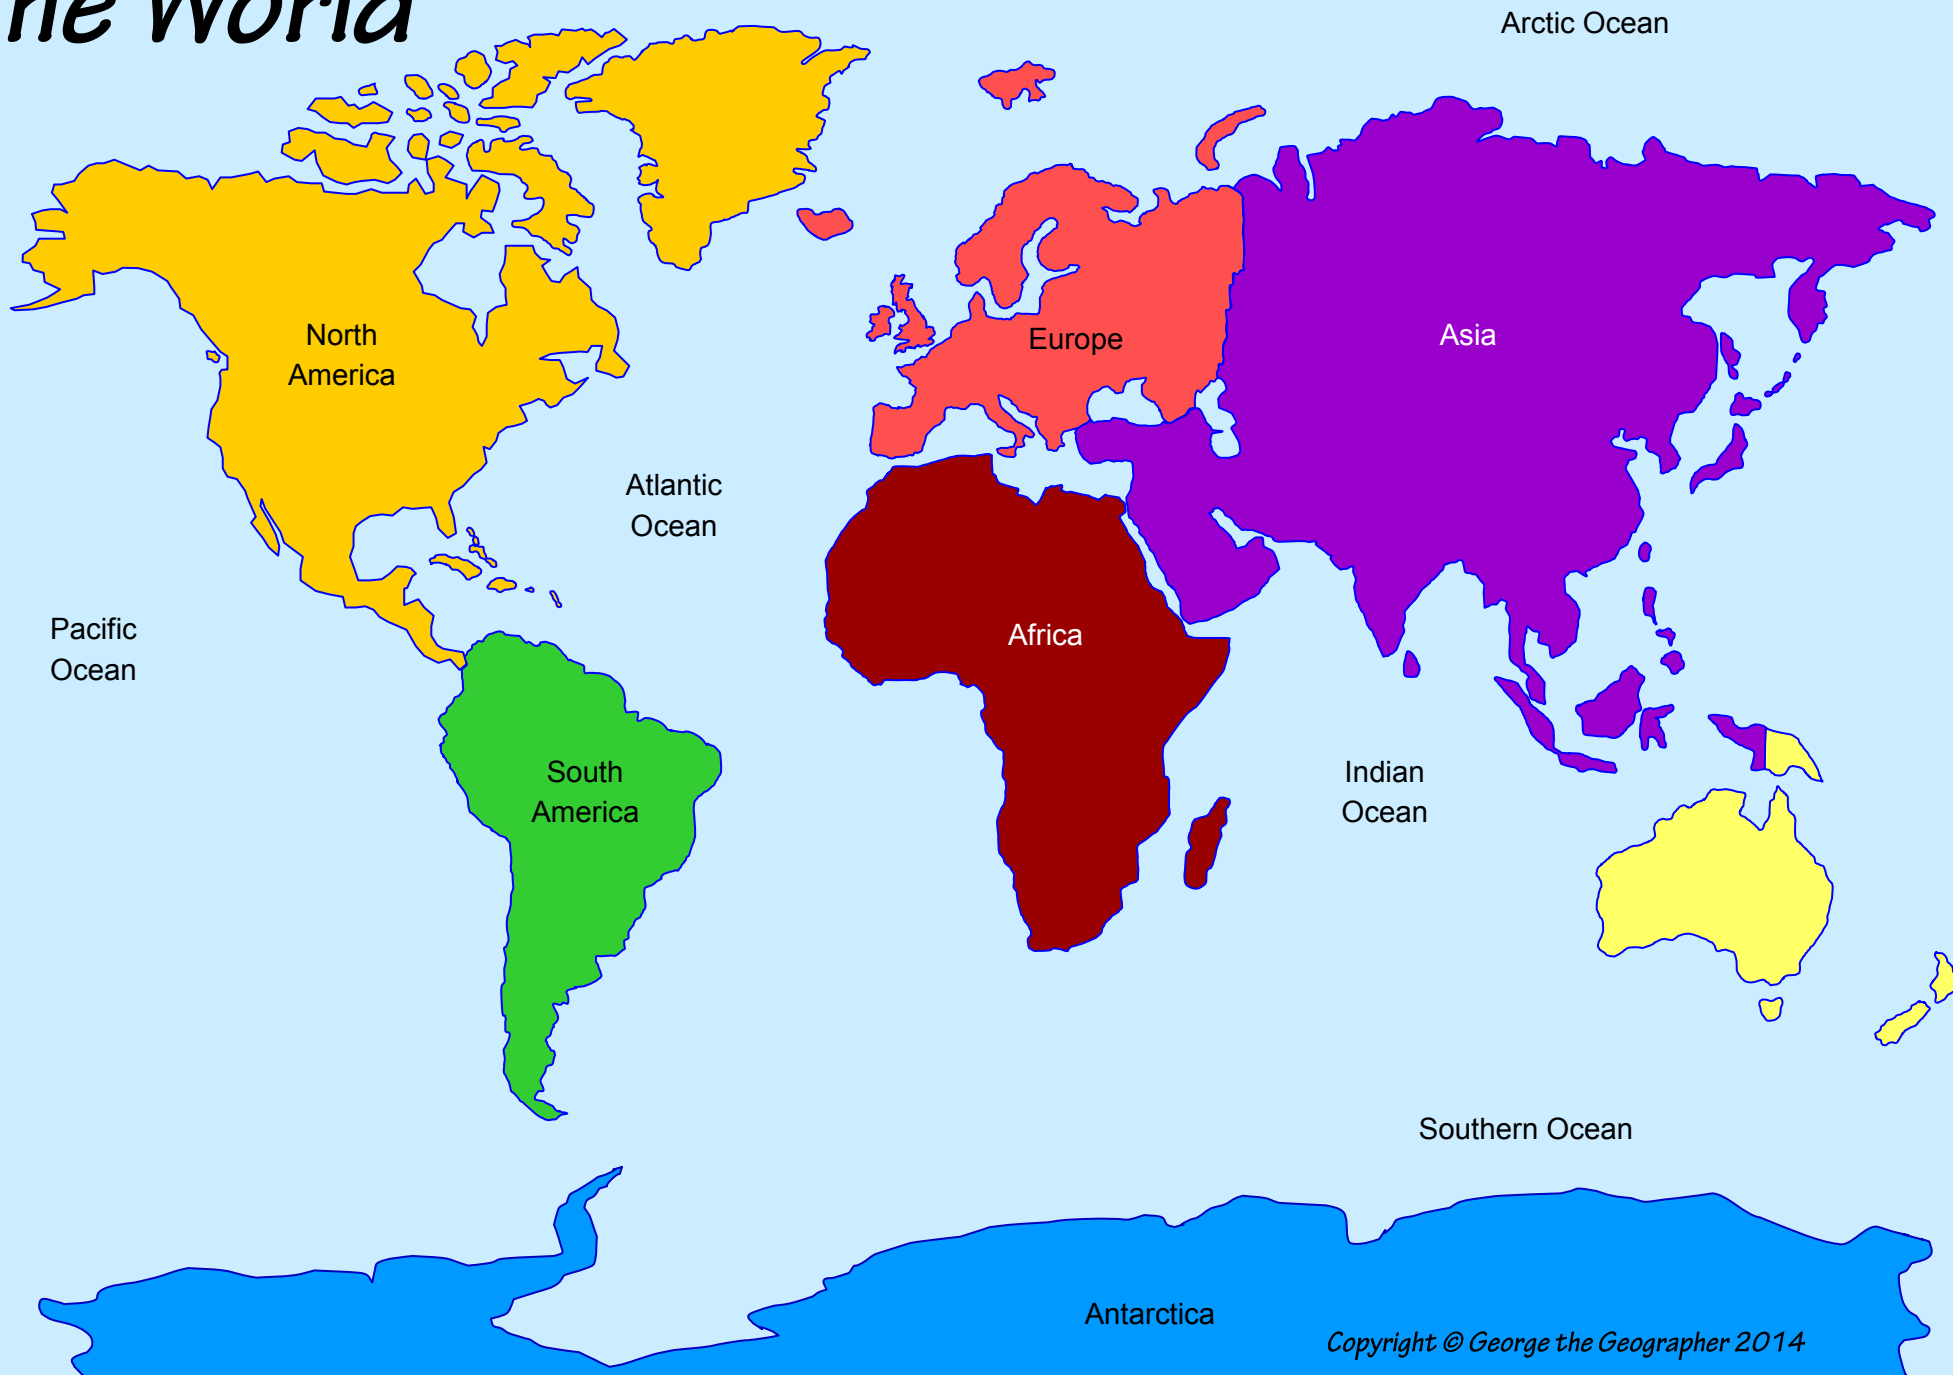 he World
Arctic Ocean
North
America
Europe
Asia
Atlantic
Ocean
Pacific
Ocean
Africa
South
America
Indian
Ocean
Southern Ocean
Antarctica
Copyright © George the Geographer 2014